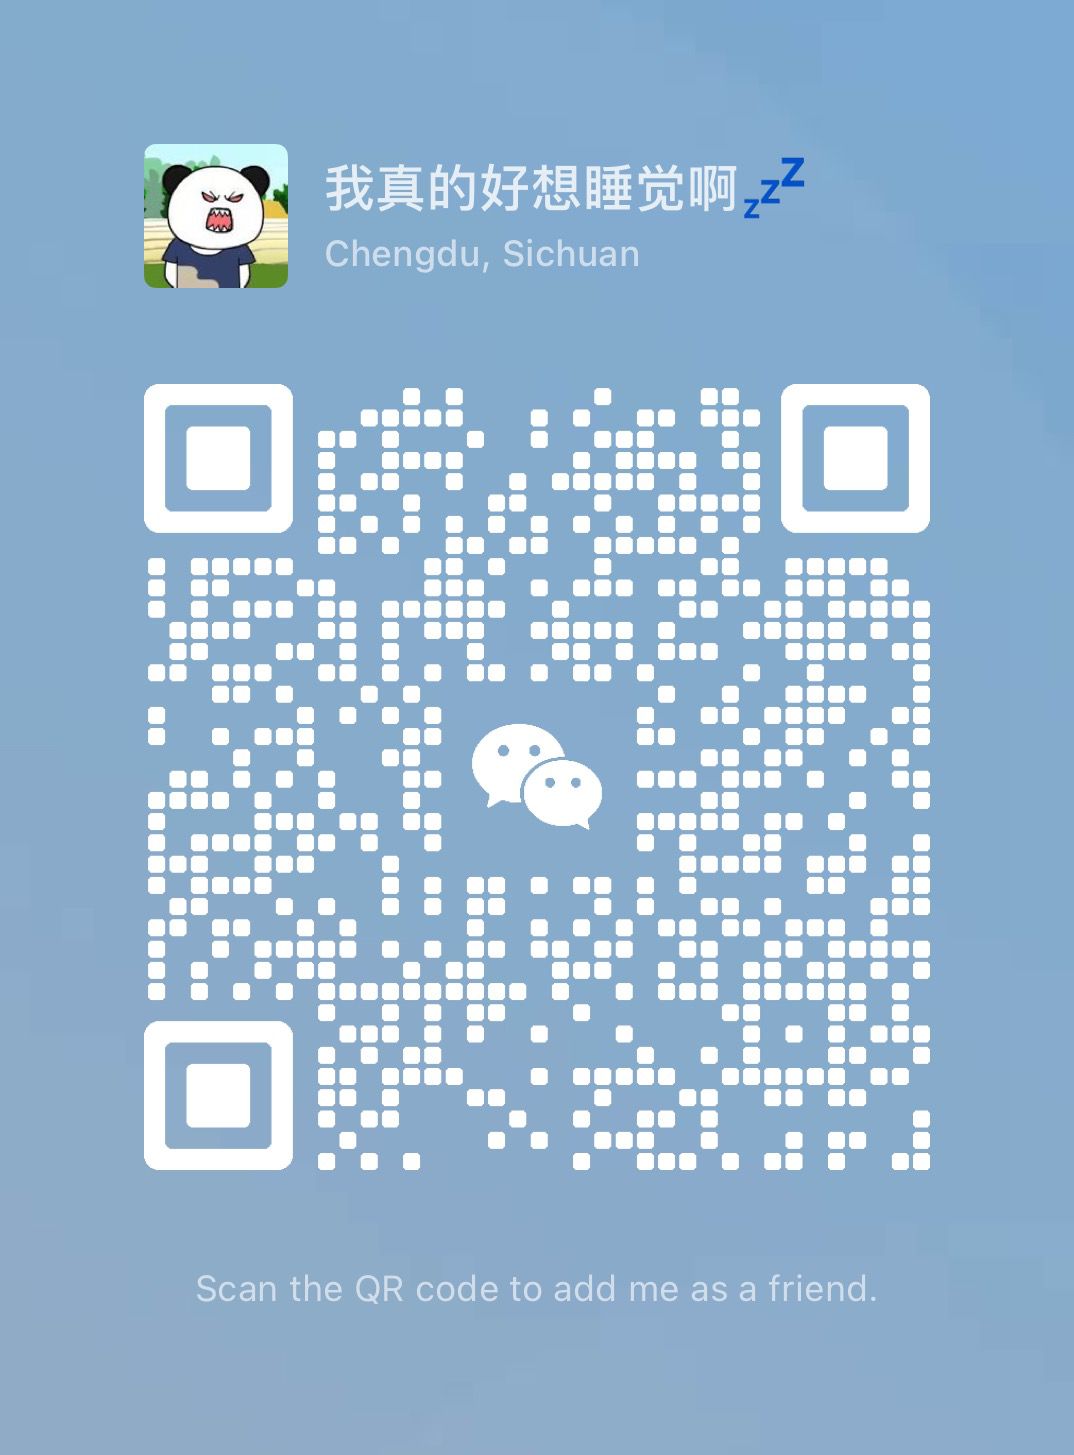 我真的好想睡觉啊💤
Chengdu, Sichuan
Scan the QR code to add me as a friend.